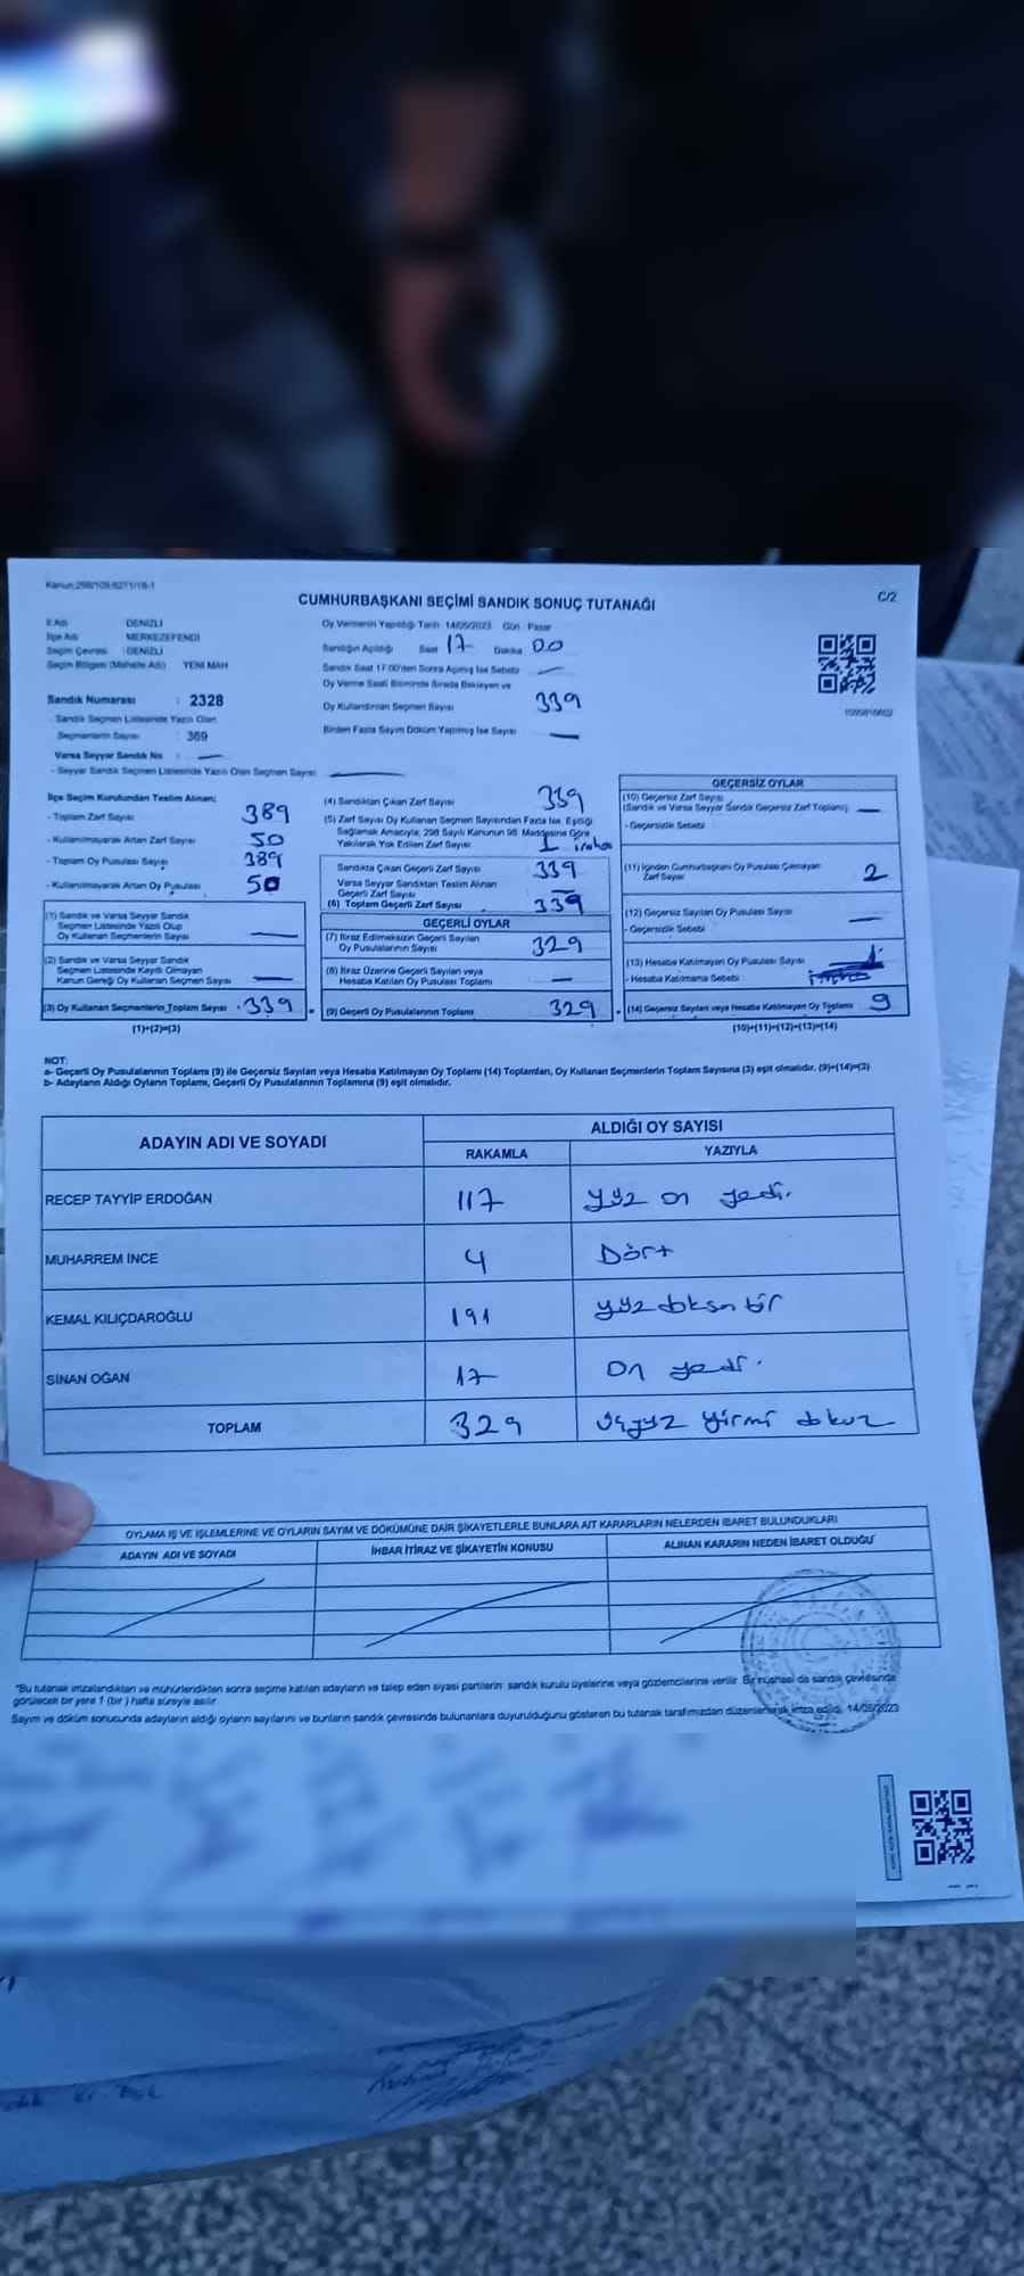 Kanun:298/109-6271/18-1
C/2
CUMHURBAŞKANI SEÇİMİ SANDIK SONUÇ TUTANAĞI
İl Adı : DENİZLİ
İlçe Adı : MERKEZEFENDİ
Seçim Çevresi : DENİZLİ
Seçim Bölgesi (Mahalle Adı) YENİ MAH
Sandık Numarası : 2328
- Sandık Seçmen Listesinde Yazılı Olan
Seçmenlerin Sayısı : 369
Varsa Seyyar Sandık No : —
- Seyyar Sandık Seçmen Listesinde Yazılı Olan Seçmen Sayısı —
Oy Vermenin Yapıldığı Tarih 14/05/2023 Gün : Pazar
Sandığın Açıldığı Saat 17 Dakika 00
Sandık Saat 17:00'den Sonra Açılmış İse Sebebi —
Oy Verme Saati Bitiminde Sırada Bekleyen ve
Oy Kullandırılan Seçmen Sayısı 339
Birden Fazla Sayım Döküm Yapılmış İse Sayısı —
İlçe Seçim Kurulundan Teslim Alınan;
- Toplam Zarf Sayısı 389
- Kullanılmayarak Artan Zarf Sayısı 50
- Toplam Oy Pusulası Sayısı 389
- Kullanılmayarak Artan Oy Pusulası 50
(1) Sandık ve Varsa Seyyar Sandık
Seçmen Listesinde Yazılı Olup
Oy Kullanan Seçmenlerin Sayısı —
(2) Sandık ve Varsa Seyyar Sandık
Seçmen Listesinde Kayıtlı Olmayan
Kanun Gereği Oy Kullanan Seçmen Sayısı —
(3) Oy Kullanan Seçmenlerin Toplam Sayısı 339
(1)+(2)=(3)
(4) Sandıktan Çıkan Zarf Sayısı 339
(5) Zarf Sayısı Oy Kullanan Seçmen Sayısından Fazla İse, Eşitliği
Sağlamak Amacıyla, 298 Sayılı Kanunun 98. Maddesine Göre
Yakılarak Yok Edilen Zarf Sayısı
Sandıkta Çıkan Geçerli Zarf Sayısı 339
Varsa Seyyar Sandıktan Teslim Alınan
Geçerli Zarf Sayısı —
(6) Toplam Geçerli Zarf Sayısı 339
GEÇERLİ OYLAR
(7) İtiraz Edilmeksizin Geçerli Sayılan
Oy Pusulalarının Sayısı 329
(8) İtiraz Üzerine Geçerli Sayılan veya
Hesaba Katılan Oy Pusulası Toplamı —
(9) Geçerli Oy Pusulalarının Toplamı 329
GEÇERSİZ OYLAR
(10) Geçersiz Zarf Sayısı
(Sandık ve Varsa Seyyar Sandık Geçersiz Zarf Toplamı) —
- Geçersizlik Sebebi
(11) İçinden Cumhurbaşkanı Oy Pusulası Çıkmayan
Zarf Sayısı 2
(12) Geçersiz Sayılan Oy Pusulası Sayısı —
- Geçersizlik Sebebi
(13) Hesaba Katılmayan Oy Pusulası Sayısı
- Hesaba Katılmama Sebebi
(14) Geçersiz Sayılan veya Hesaba Katılmayan Oy Toplamı 9
(10)+(11)+(12)+(13)=(14)
NOT:
a- Geçerli Oy Pusulalarının Toplamı (9) ile Geçersiz Sayılan veya Hesaba Katılmayan Oy Toplamı (14) Toplamları, Oy Kullanan Seçmenlerin Toplam Sayısına (3) eşit olmalıdır. (9)+(14)=(3)
b- Adayların Aldığı Oyların Toplamı, Geçerli Oy Pusulalarının Toplamına (9) eşit olmalıdır.
ADAYIN ADI VE SOYADI
ALDIĞI OY SAYISI
RAKAMLA YAZIYLA
RECEP TAYYİP ERDOĞAN 117 yüz on yedi.
MUHARREM İNCE 4 Dört
KEMAL KILIÇDAROĞLU 191 yüz doksan bir
SİNAN OĞAN 17 on yedi.
TOPLAM 329 üçyüz yirmi dokuz
OYLAMA İŞ VE İŞLEMLERİNE VE OYLARIN SAYIM VE DÖKÜMÜNE DAİR ŞİKAYETLERLE BUNLARA AİT KARARLARIN NELERDEN İBARET BULUNDUKLARI
ADAYIN ADI VE SOYADI İHBAR İTİRAZ VE ŞİKAYETİN KONUSU ALINAN KARARIN NEDEN İBARET OLDUĞU
"Bu tutanak imzalandıktan ve mühürlendikten sonra seçime katılan adayların ve talep eden siyasi partilerin sandık kurulu üyelerine veya gözlemcilerine verilir. Bir nüshası da sandık çevresinde
görülecek bir yere 1 (bir) hafta süreyle asılır.
Sayım ve döküm sonucunda adayların aldığı oyların sayılarını ve bunların sandık çevresinde bulunanlara duyurulduğunu gösteren bu tutanak tarafımızdan düzenlenerek imza edildi. 14/05/2023